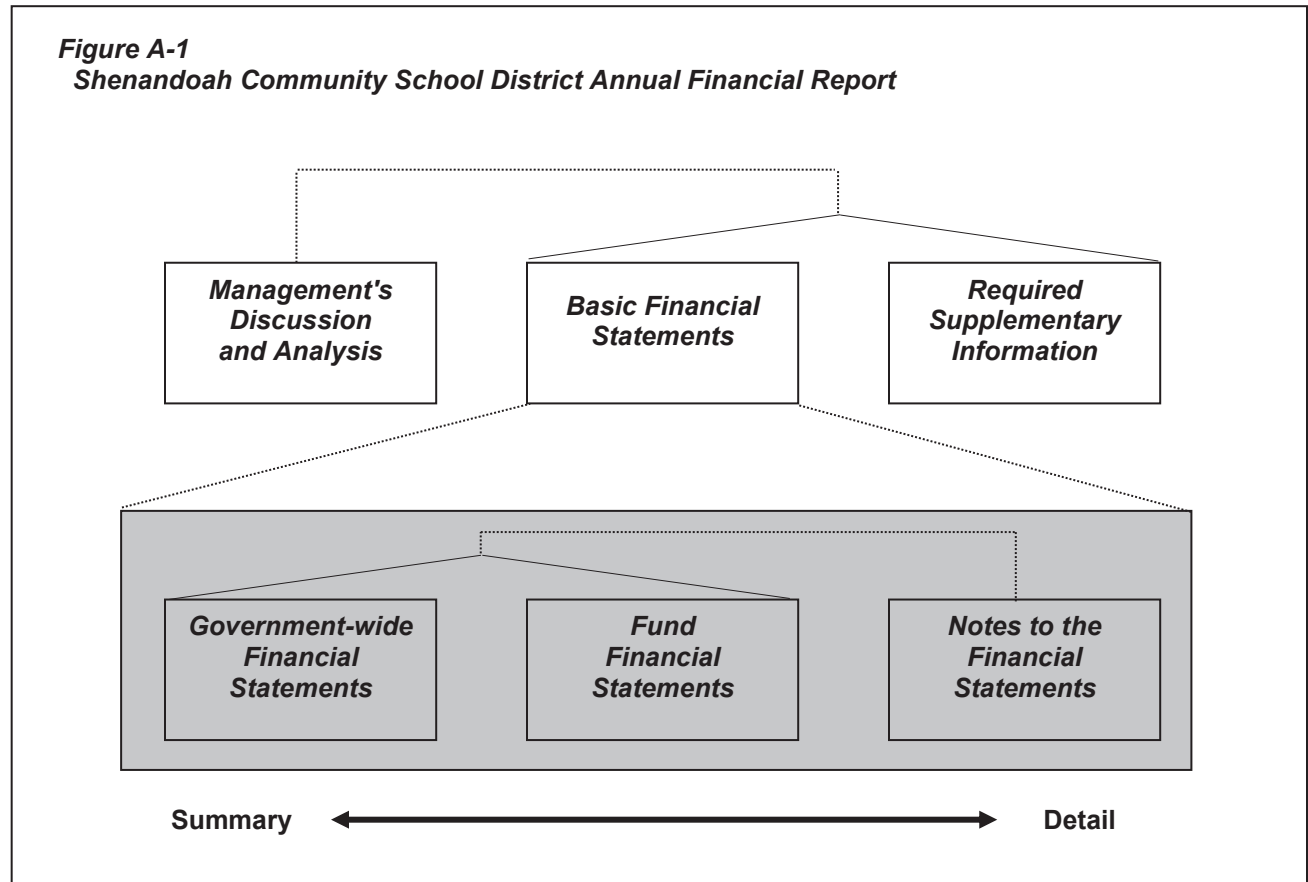 Figure A-1
Shenandoah Community School District Annual Financial Report
Management's
Discussion
and Analysis
Basic Financial
Statements
Required
Supplementary
Information
Government-wide
Financial
Statements
Fund
Financial
Statements
Notes to the
Financial
Statements
Summary
Detail